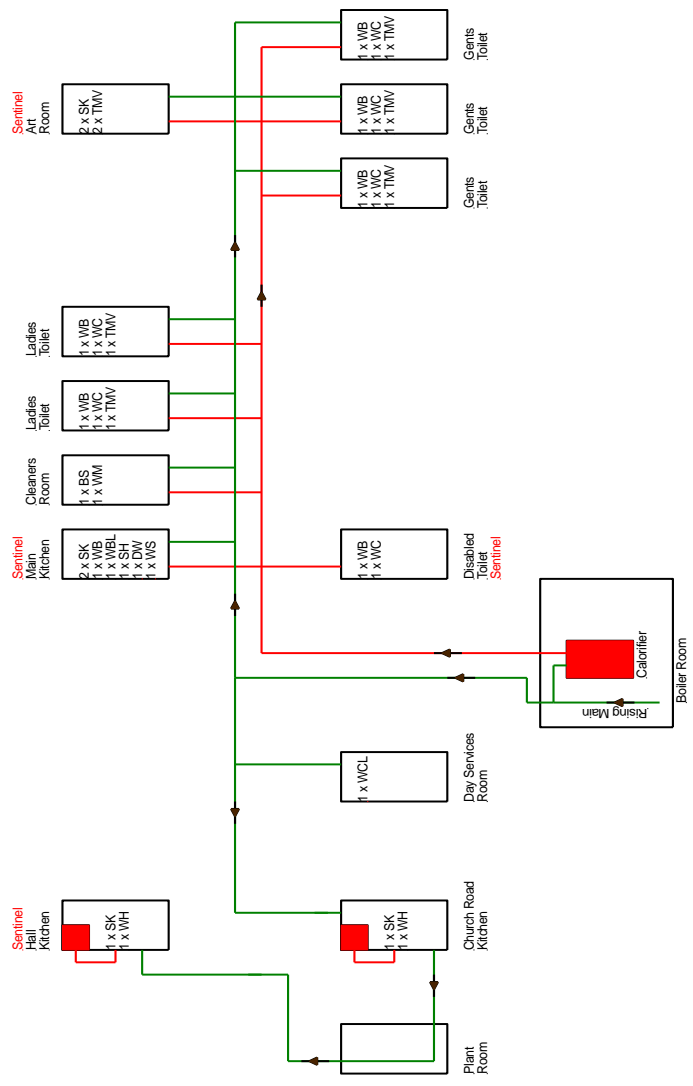 Sentinel
Hall
Kitchen
1 x SK
1 x WH
Sentinel
Main
Kitchen
2 x SK
1 x WB
1 x WBL
1 x SH
1 x DW
1 x WS
Cleaners
Room
1 x BS
1 x WM
Ladies
Toilet
1 x WB
1 x WC
1 x TMV
Ladies
Toilet
1 x WB
1 x WC
1 x TMV
Sentinel
Art
Room
2 x SK
2 x TMV
Plant
Room
1 x SK
1 x WH
Church Road
Kitchen
1 x WCL
Day Services
Room
1 x WB
1 x WC
Disabled
Toilet
Sentinel
1 x WB
1 x WC
1 x TMV
Gents
Toilet
1 x WB
1 x WC
1 x TMV
Gents
Toilet
1 x WB
1 x WC
1 x TMV
Gents
Toilet
Rising Main
Calorifier
Boiler Room